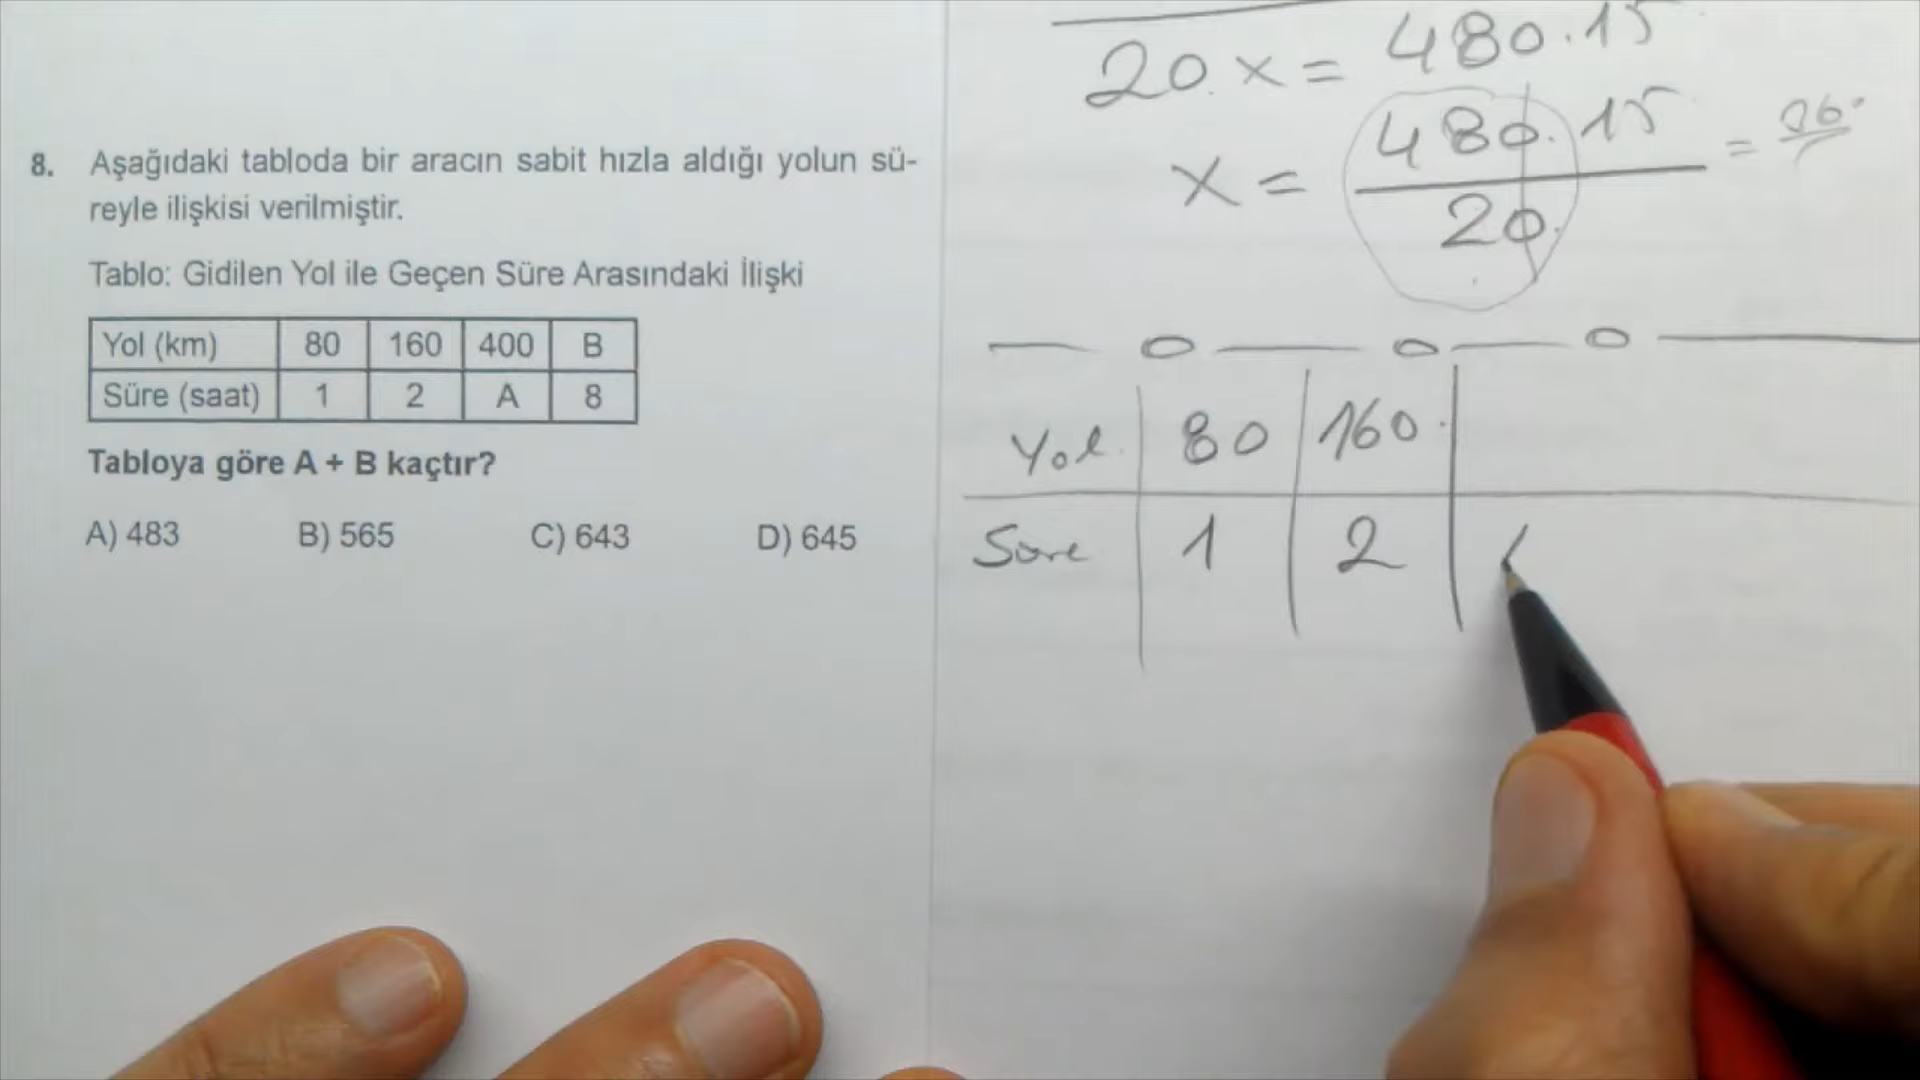 8. Aşağıdaki tabloda bir aracın sabit hızla aldığı yolun sü-
reyle ilişkisi verilmiştir.
Tablo: Gidilen Yol ile Geçen Süre Arasındaki İlişki
Yol (km) 80 160 400 B
Süre (saat) 1 2 A 8
Tabloya göre A + B kaçtır?
A) 483 B) 565 C) 643 D) 645
20.x = 480.15
x = 480.15 / 20 =
Yol 80 160
Süre 1 2